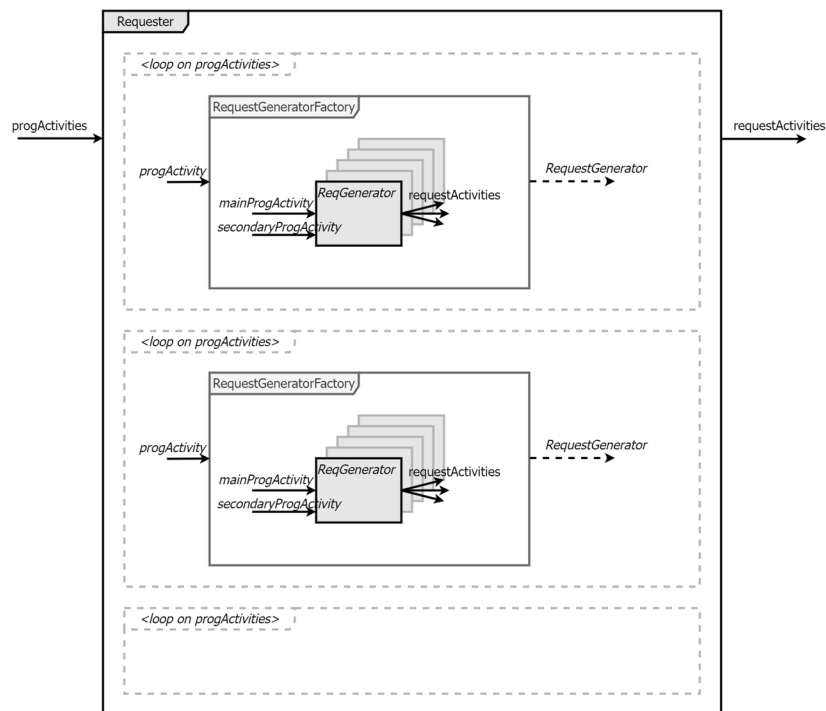 Requester
<loop on progActivities>
RequestGeneratorFactory
progActivities
requestActivities
progActivity
RequestGenerator
ReqGenerator
requestActivities
mainProgActivity
secondaryProgActivity
<loop on progActivities>
RequestGeneratorFactory
progActivity
RequestGenerator
ReqGenerator
requestActivities
mainProgActivity
secondaryProgActivity
<loop on progActivities>